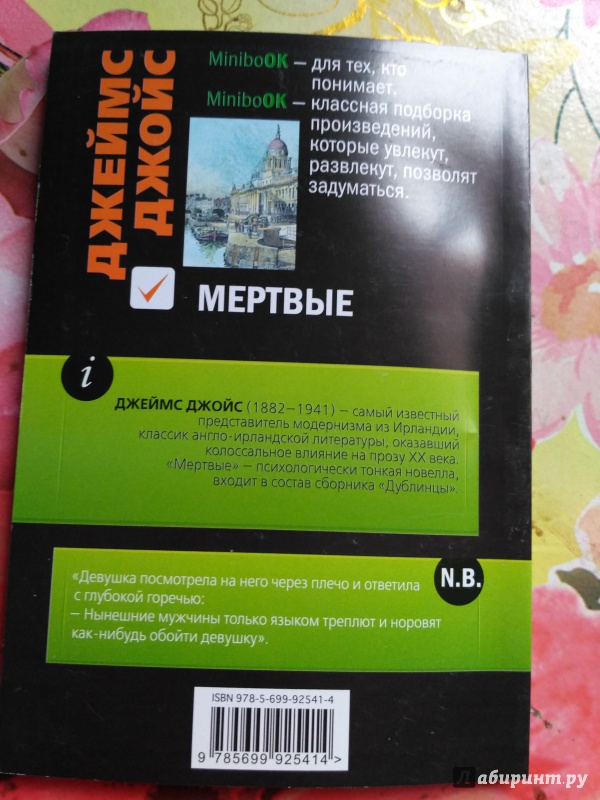 ДЖЕЙМС
ДЖОЙС
MiniboOK – для тех, кто
понимает.
MiniboOK – классная подборка
произведений,
которые увлекут,
развлекут, позволят
задуматься.
МЕРТВЫЕ
i
ДЖЕЙМС ДЖОЙС (1882–1941) – самый известный
представитель модернизма из Ирландии,
классик англо-ирландской литературы, оказавший
колоссальное влияние на прозу XX века.
«Мертвые» – психологически тонкая новелла,
входит в состав сборника «Дублинцы».
N.B.
«Девушка посмотрела на него через плечо и ответила
с глубокой горечью:
– Нынешние мужчины только языком треплют и норовят
как-нибудь обойти девушку».
ISBN 978-5-699-92541-4
9 785699 925414 >
Лабиринт.ру